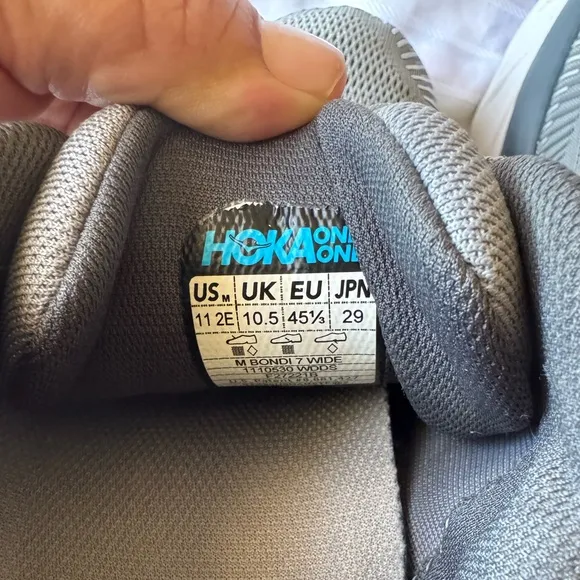 HOKA ONE ONE
US M UK EU JPN
11 2E 10.5 45⅓ 29
M BONDI 7 WIDE
1110530 WDDS